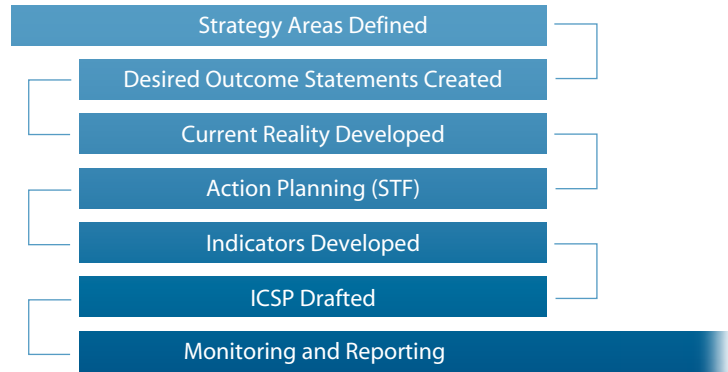 Strategy Areas Defined
Desired Outcome Statements Created
Current Reality Developed
Action Planning (STF)
Indicators Developed
ICSP Drafted
Monitoring and Reporting